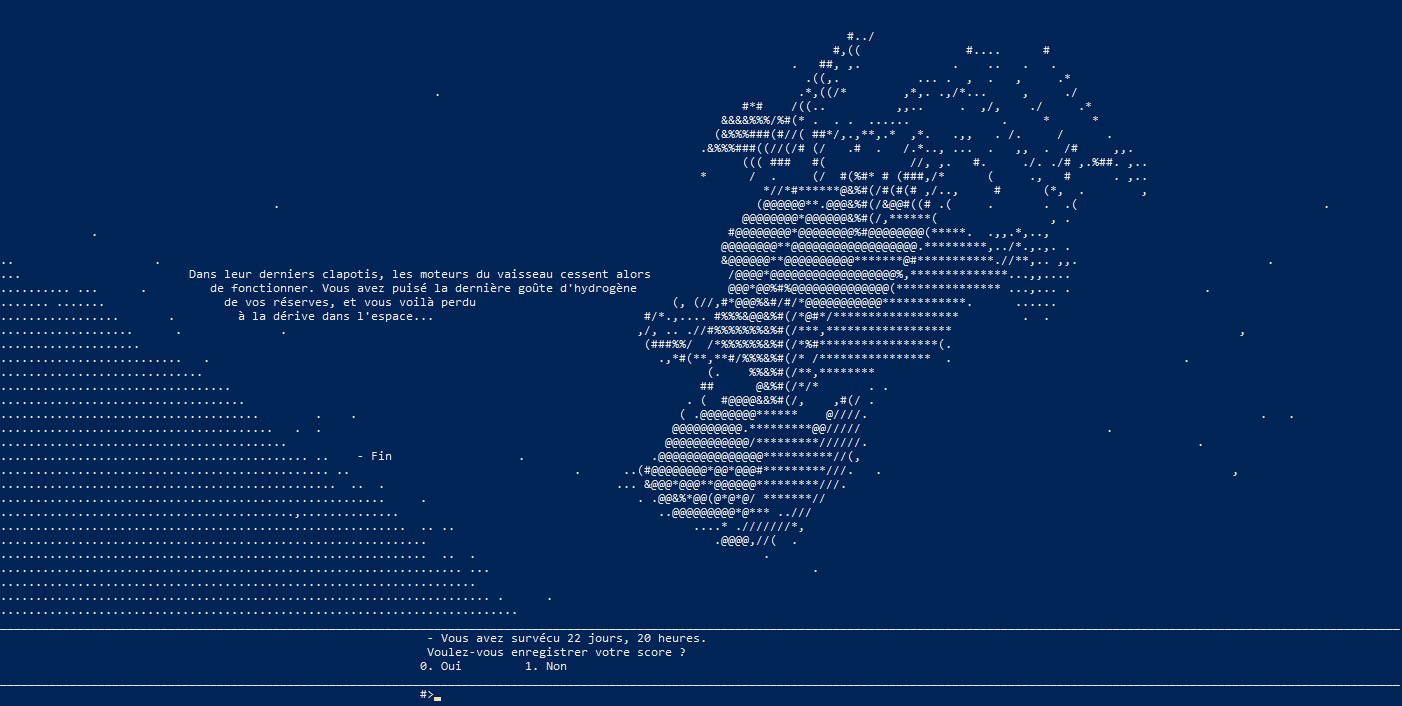 Dans leur derniers clapotis, les moteurs du vaisseau cessent alors
de fonctionner. Vous avez puisé la dernière goûte d'hydrogène
de vos réserves, et vous voilà perdu
à la dérive dans l'espace...
- Fin
- Vous avez survécu 22 jours, 20 heures.
Voulez-vous enregistrer votre score ?
0. Oui 1. Non
#>